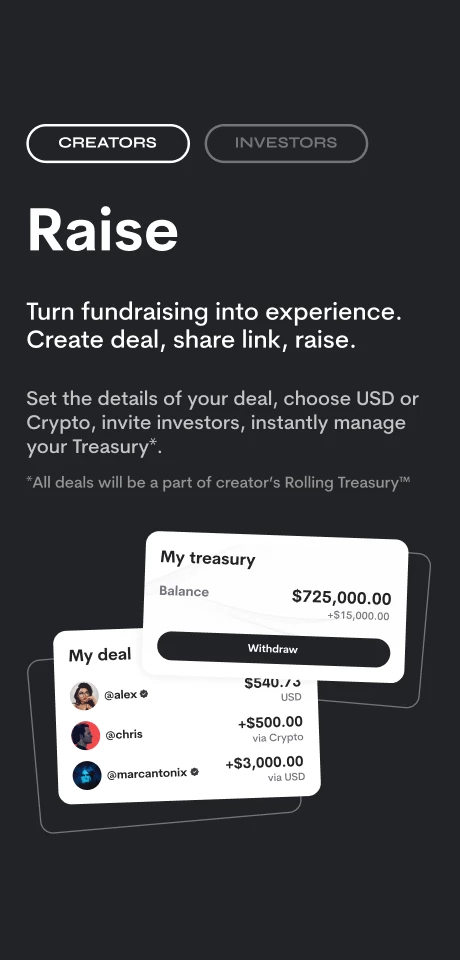 CREATORS
INVESTORS
Raise
Turn fundraising into experience.
Create deal, share link, raise.
Set the details of your deal, choose USD or
Crypto, invite investors, instantly manage
your Treasury*.
*All deals will be a part of creator’s Rolling Treasury™
My treasury
Balance
$725,000.00
+$15,000.00
Withdraw
My deal
@alex
$540.73
USD
@chris
+$500.00
via Crypto
@marcantonix
+$3,000.00
via USD